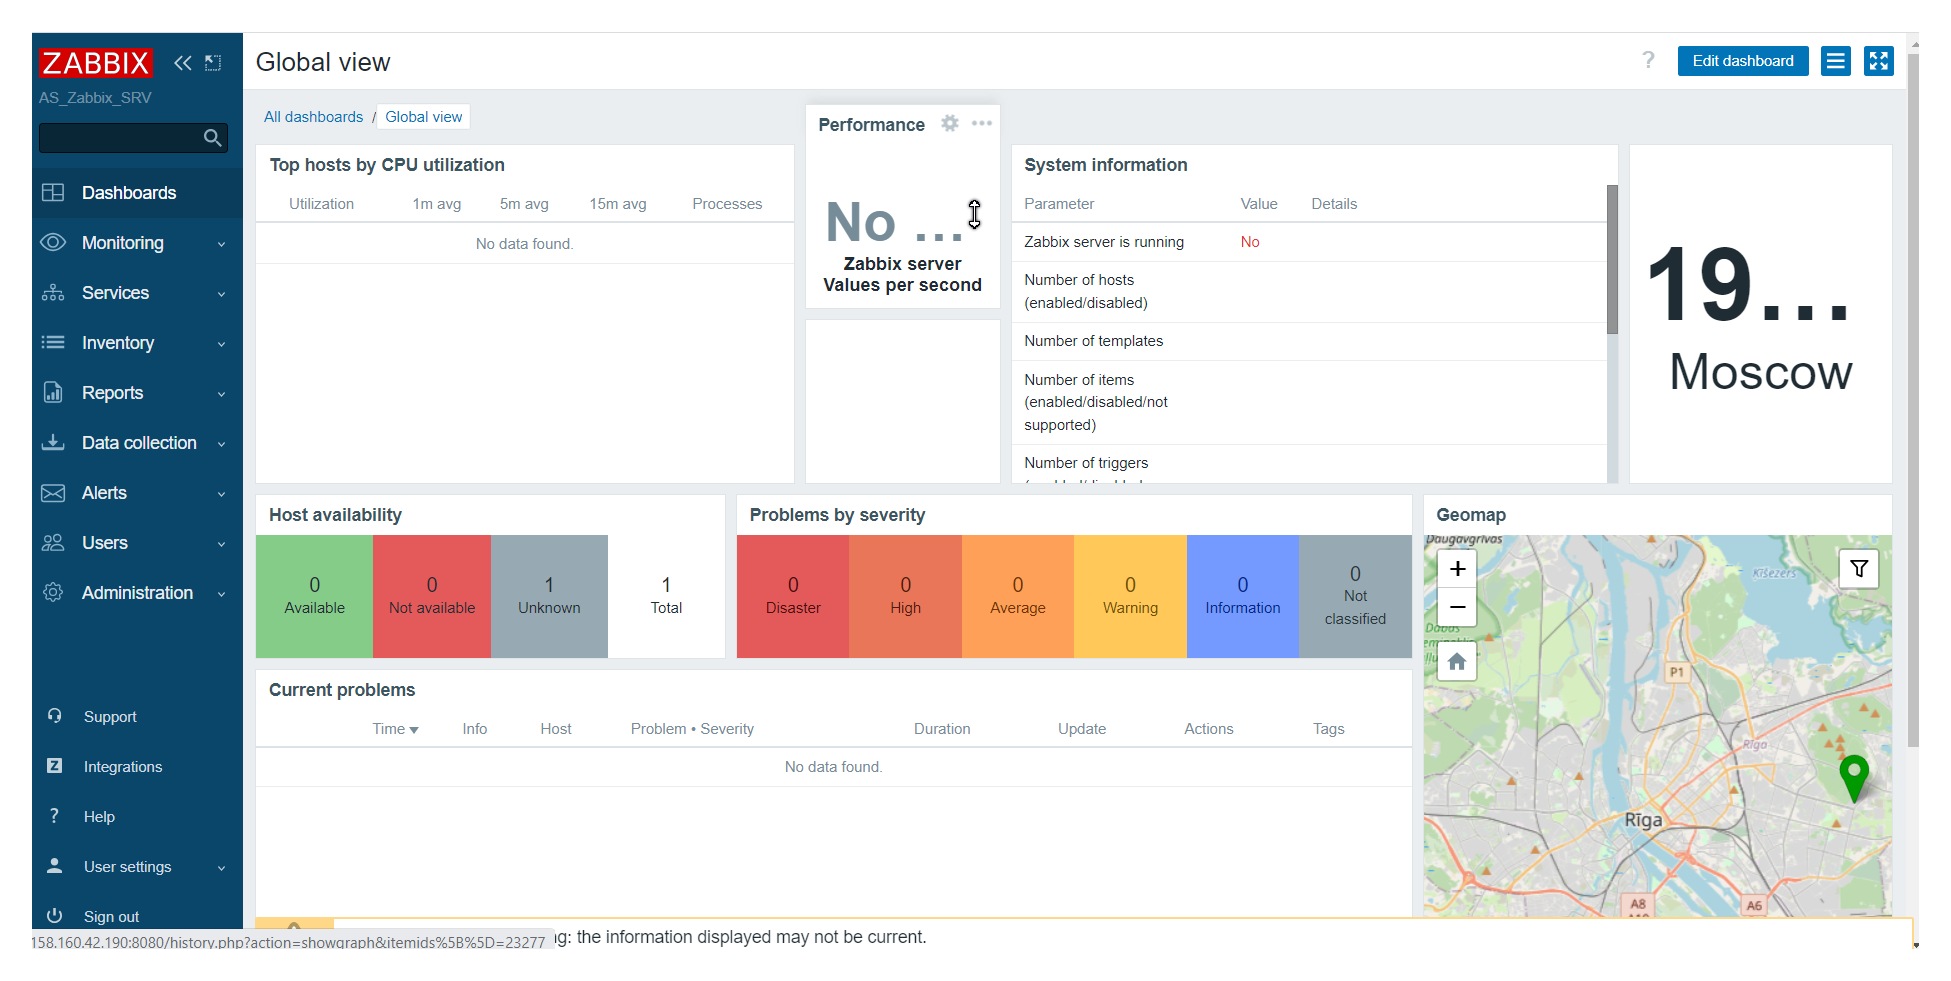 ZABBIX
AS_Zabbix_SRV
Dashboards
Monitoring
Services
Inventory
Reports
Data collection
Alerts
Users
Administration
Support
Integrations
? Help
User settings
Sign out
Global view
? Edit dashboard
All dashboards / Global view
Top hosts by CPU utilization
Utilization 1m avg 5m avg 15m avg Processes
No data found.
Performance
No ...
Zabbix server
Values per second
System information
Parameter Value Details
Zabbix server is running No
Number of hosts
(enabled/disabled)
Number of templates
Number of items
(enabled/disabled/not
supported)
Number of triggers
19...
Moscow
Host availability
0 0 1 1
Available Not available Unknown Total
Problems by severity
0 0 0 0 0 0
Disaster High Average Warning Information Not
classified
Geomap
Daugavgrīvas
Ķīšezers
+
−
P1
Rīga
Rīga
A8
A6
Current problems
Time Info Host Problem • Severity Duration Update Actions Tags
No data found.
158.160.42.190:8080/history.php?action=showgraph&itemids%5B%5D=23277
g: the information displayed may not be current.